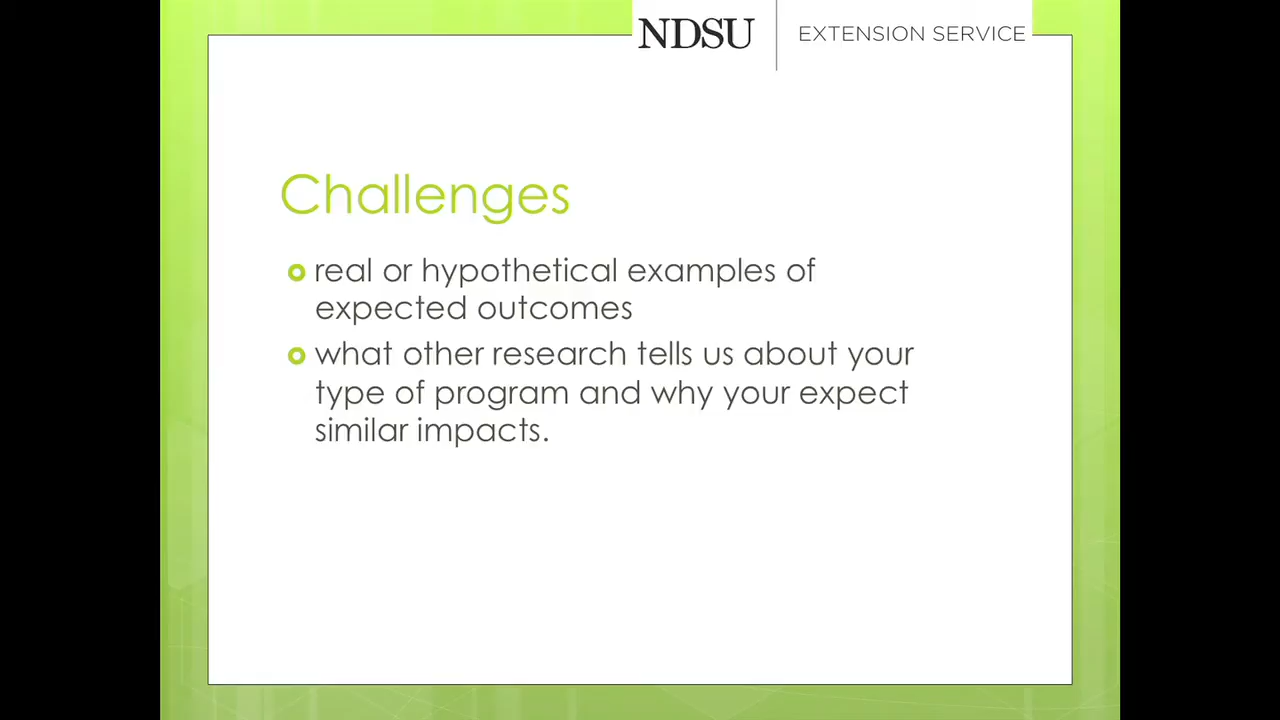 NDSU EXTENSION SERVICE
Challenges
real or hypothetical examples of
expected outcomes
what other research tells us about your
type of program and why your expect
similar impacts.